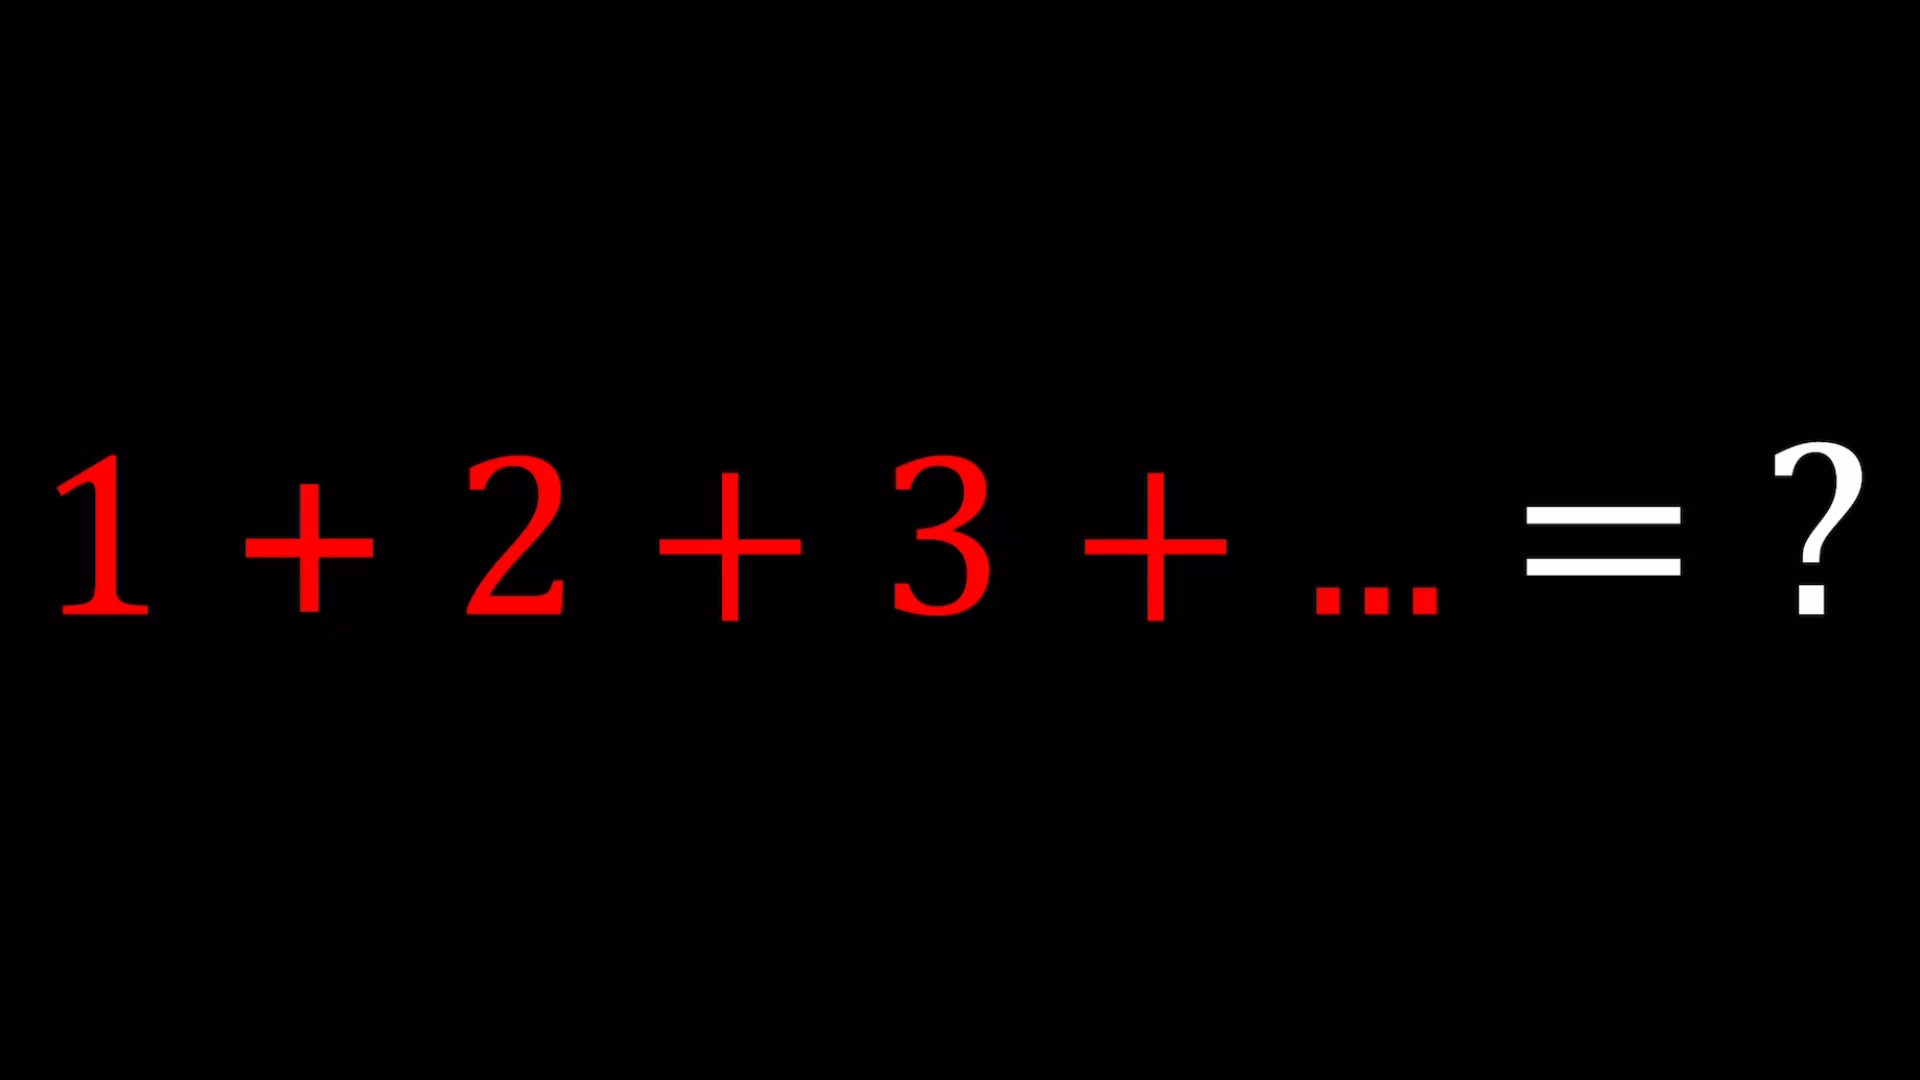 1 + 2 + 3 + ... = ?